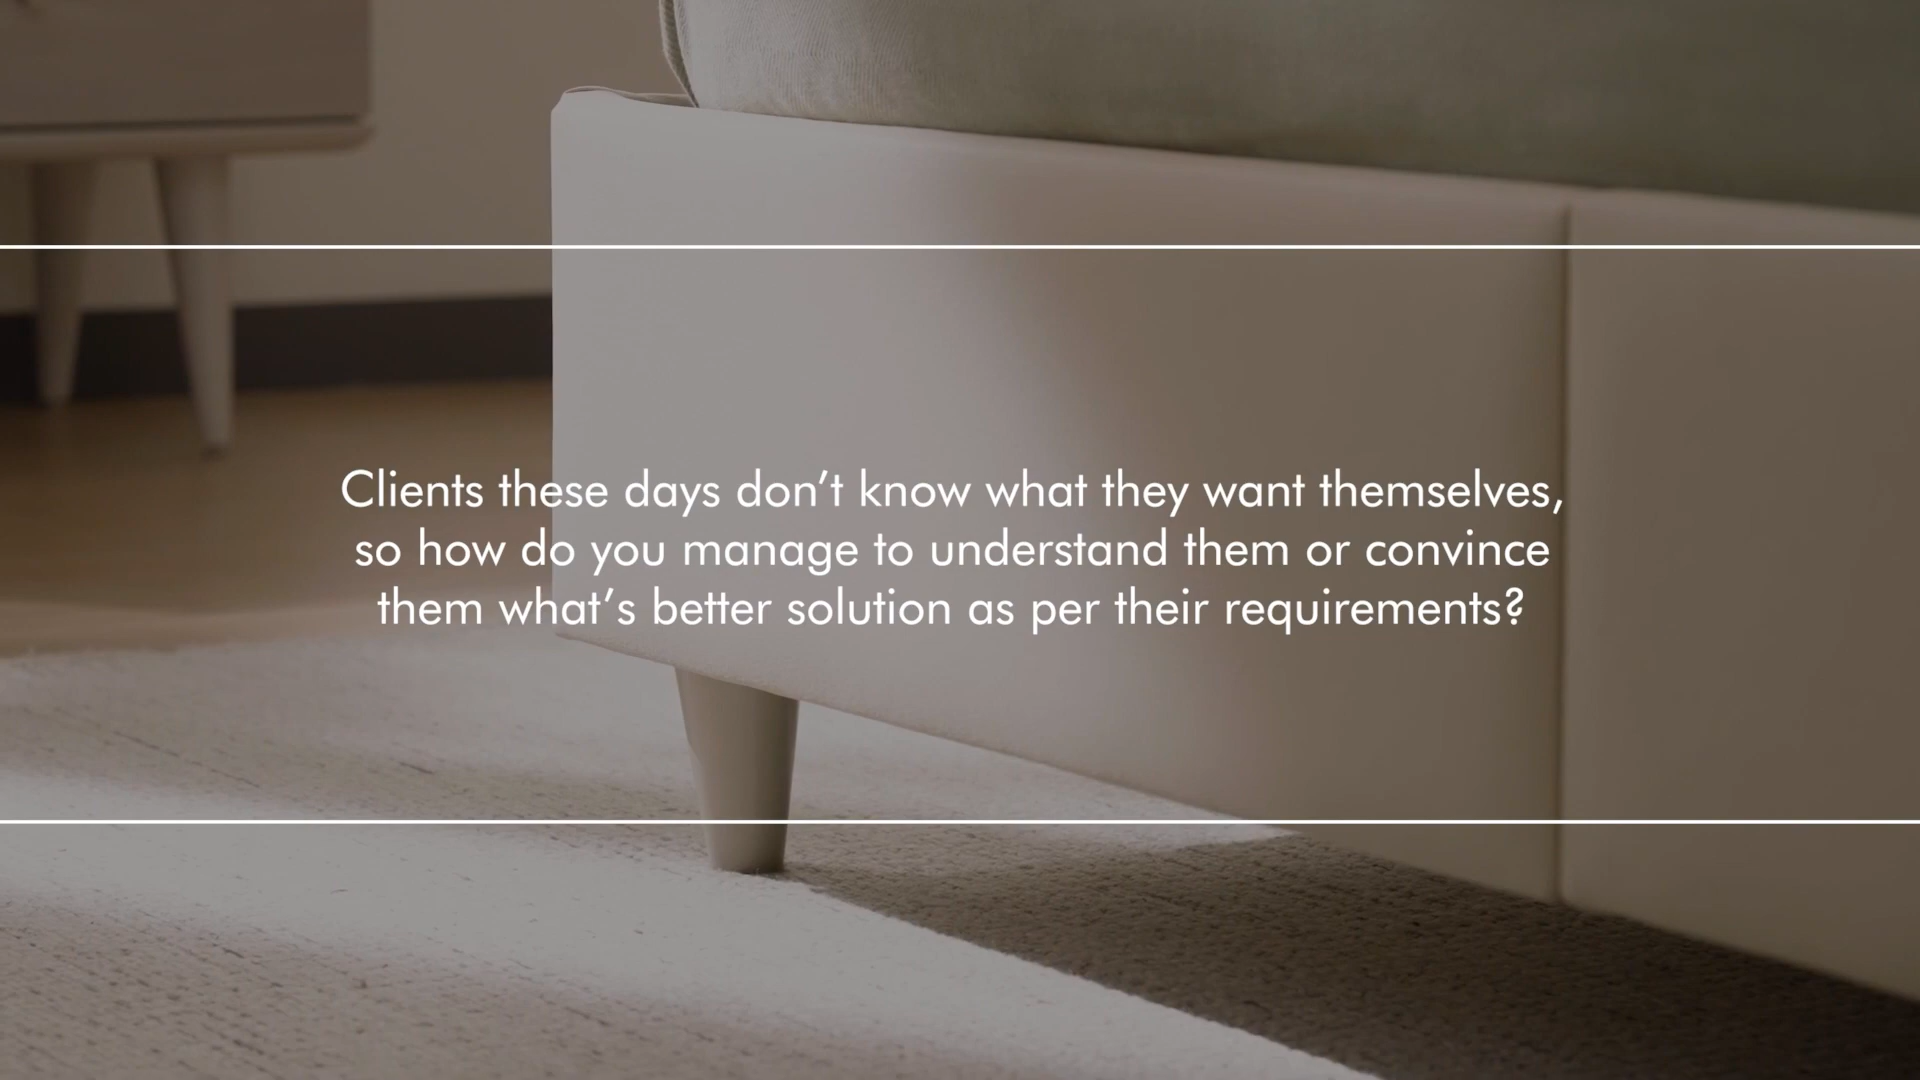 Clients these days don’t know what they want themselves,
so how do you manage to understand them or convince
them what’s better solution as per their requirements?